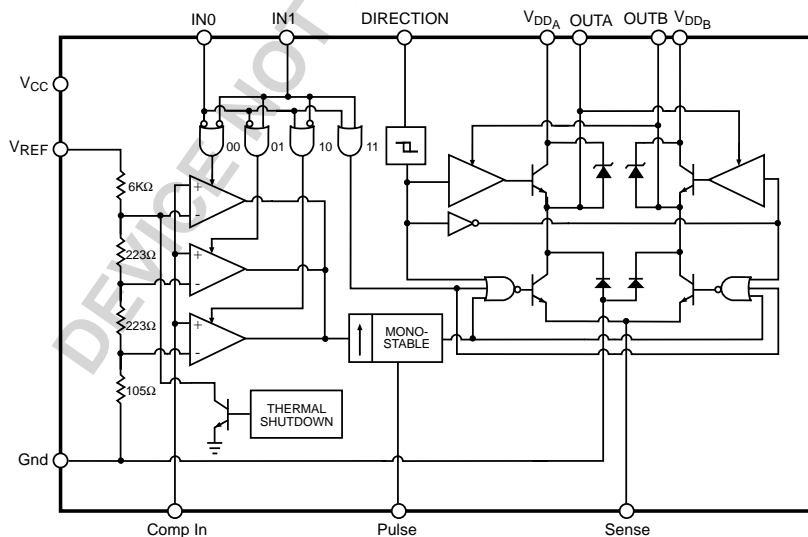 IN0 IN1 DIRECTION VDDA OUTA OUTB VDDB
VCC
VREF
Gnd
DEVICE NOT
00 01 10 11
6KΩ
223Ω
223Ω
105Ω
+
-
+
-
+
-
MONO-
STABLE
THERMAL
SHUTDOWN
Comp In Pulse Sense